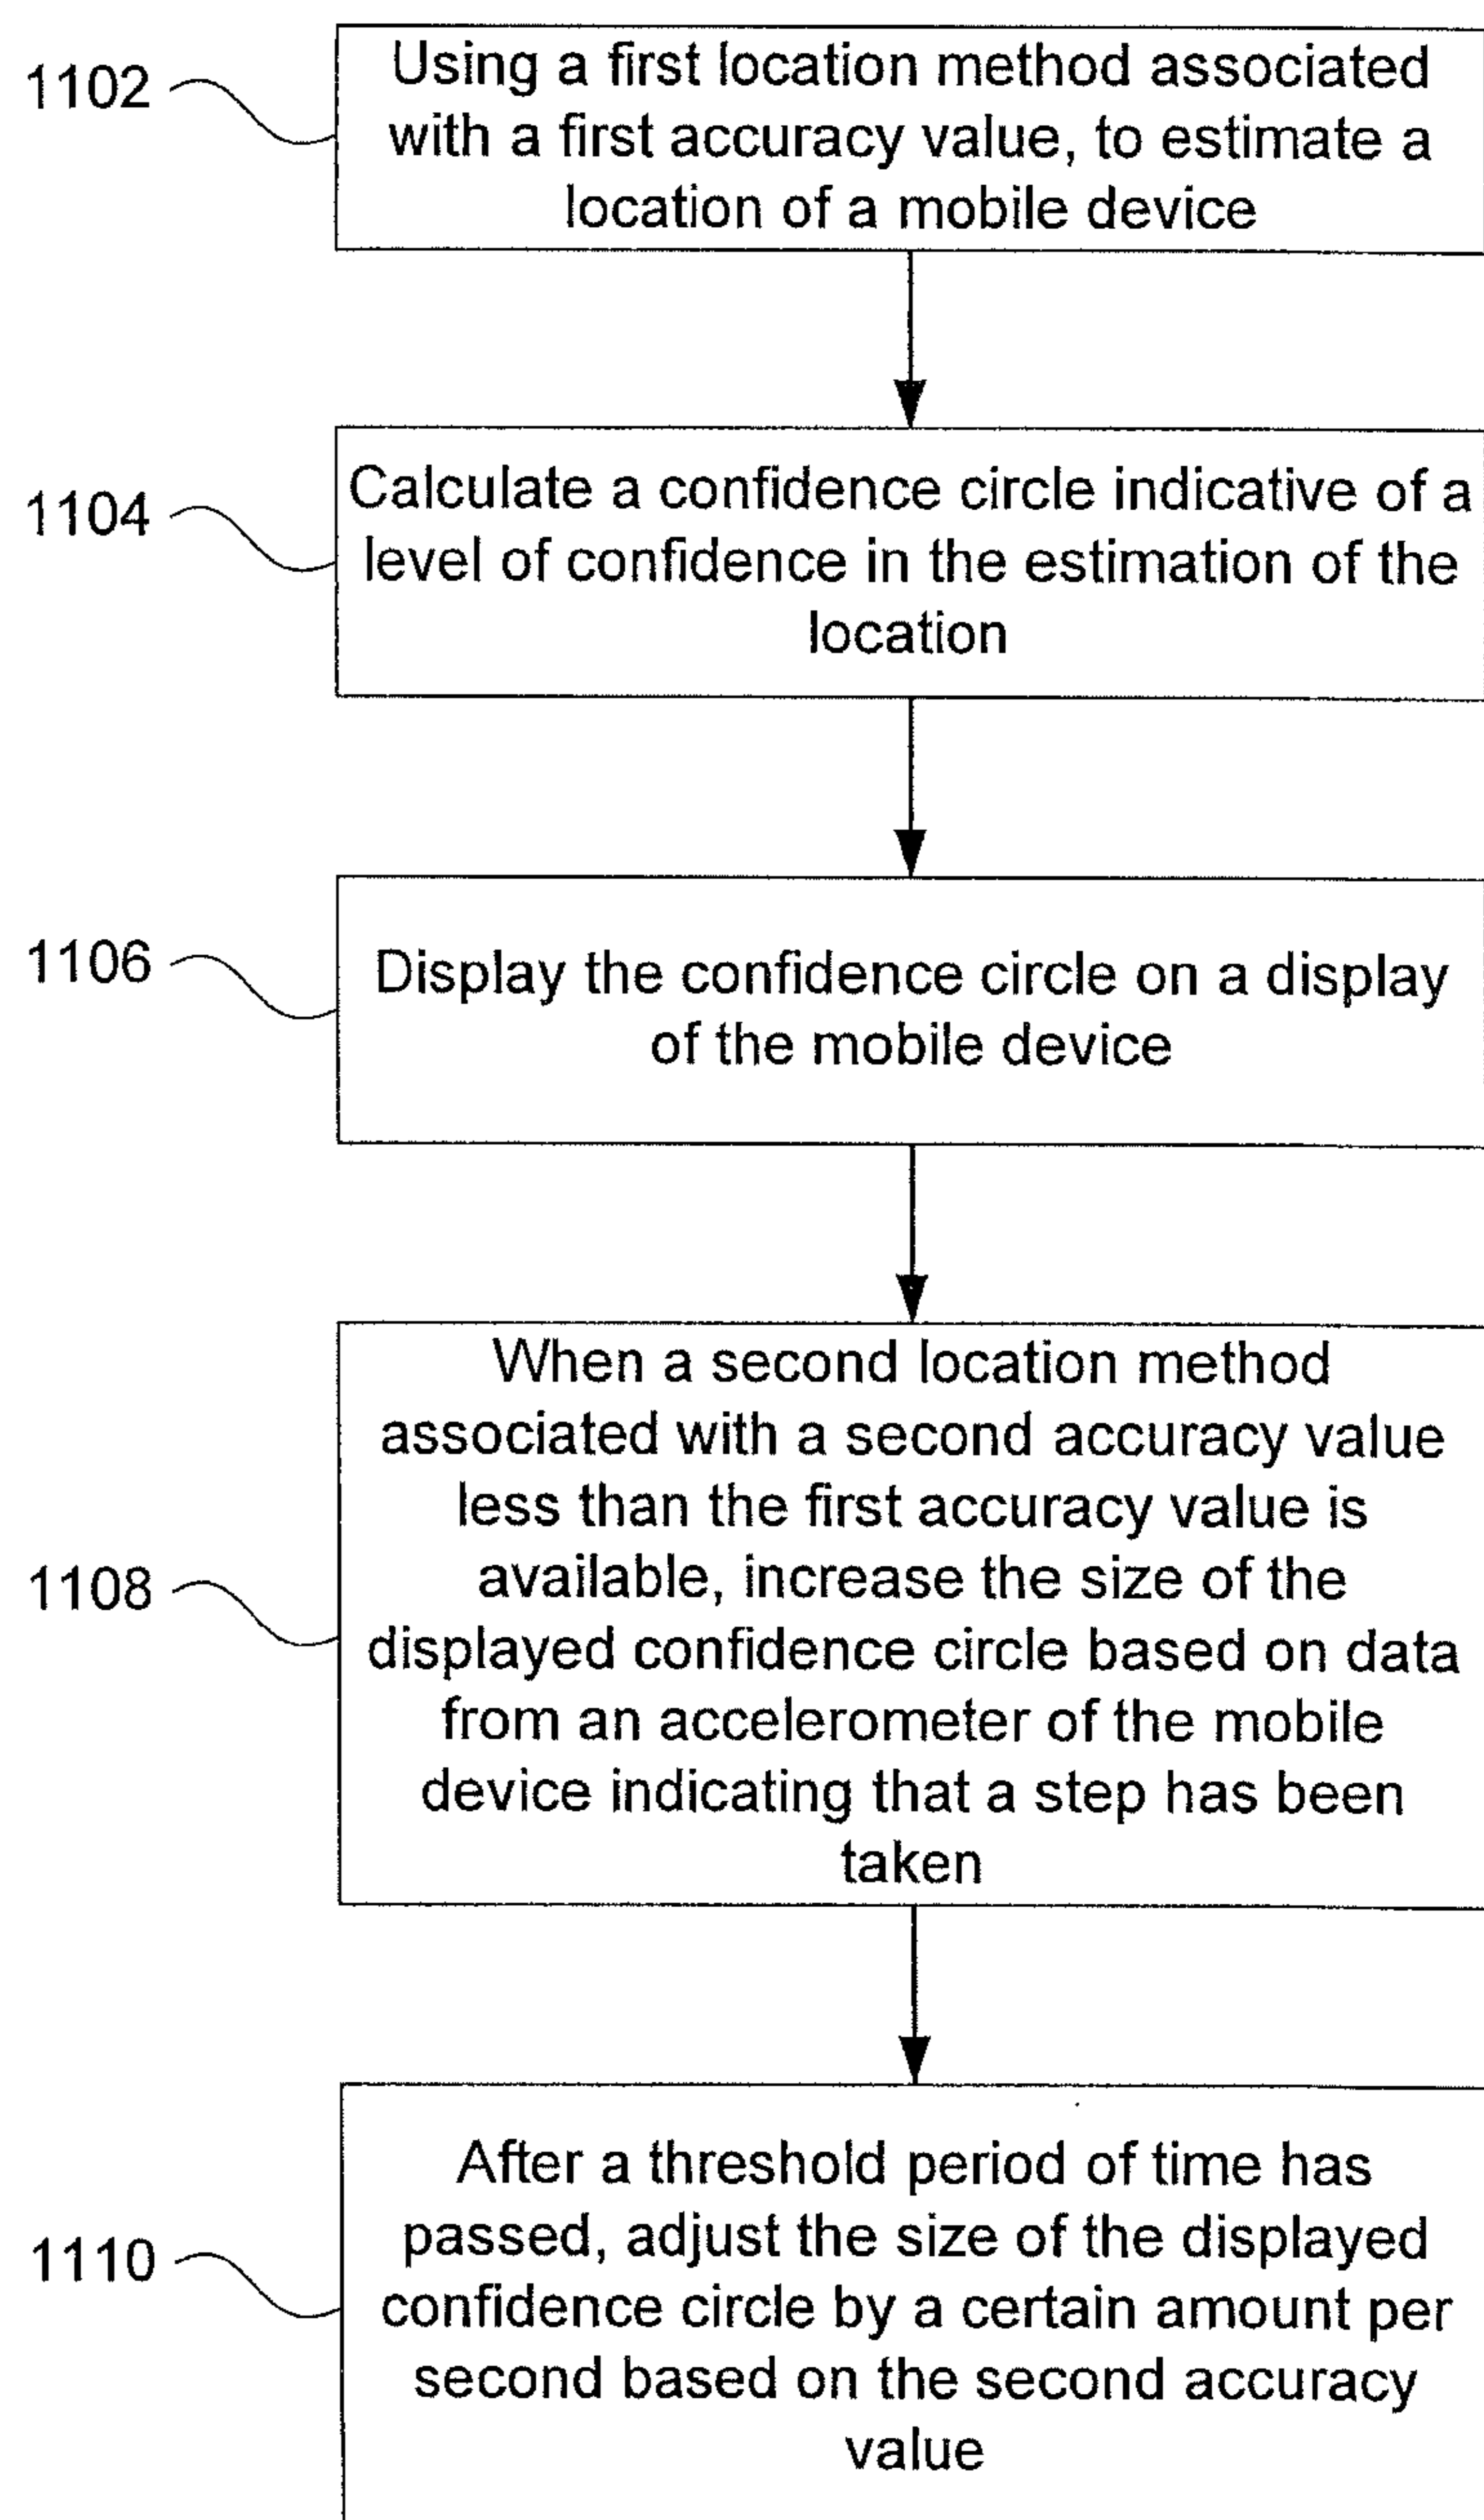 1102
Using a first location method associated
with a first accuracy value, to estimate a
location of a mobile device
1104
Calculate a confidence circle indicative of a
level of confidence in the estimation of the
location
1106
Display the confidence circle on a display
of the mobile device
1108
When a second location method
associated with a second accuracy value
less than the first accuracy value is
available, increase the size of the
displayed confidence circle based on data
from an accelerometer of the mobile
device indicating that a step has been
taken
1110
After a threshold period of time has
passed, adjust the size of the displayed
confidence circle by a certain amount per
second based on the second accuracy
value